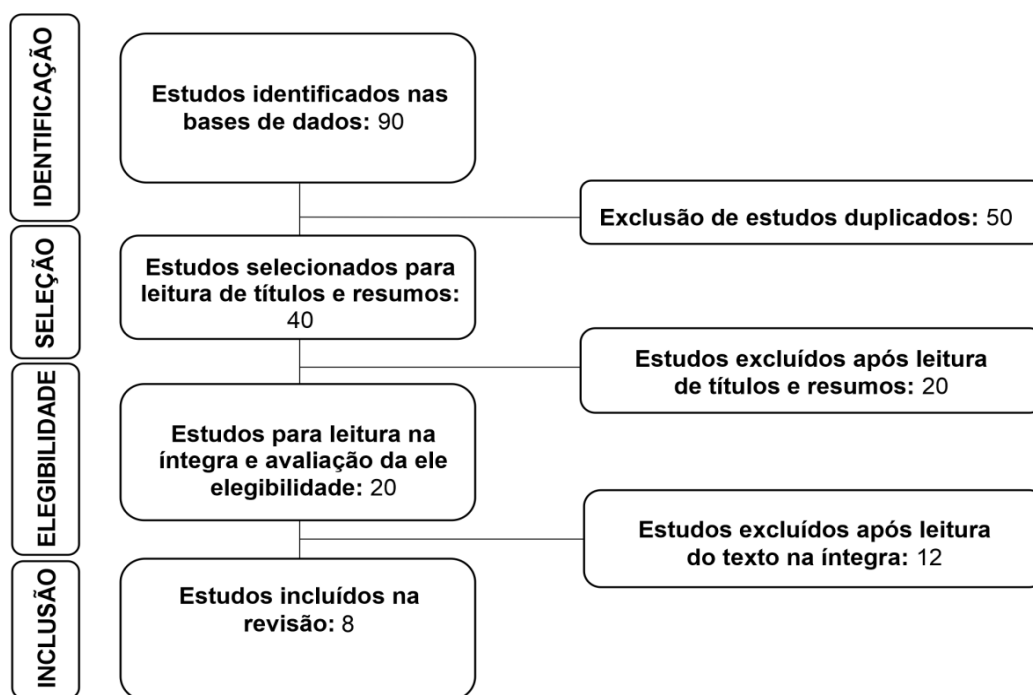 IDENTIFICAÇÃO
Estudos identificados nas
bases de dados: 90
Exclusão de estudos duplicados: 50
SELEÇÃO
Estudos selecionados para
leitura de títulos e resumos:
40
Estudos excluídos após leitura
de títulos e resumos: 20
ELEGIBILIDADE
Estudos para leitura na
íntegra e avaliação da ele
elegibilidade: 20
Estudos excluídos após leitura
do texto na íntegra: 12
INCLUSÃO
Estudos incluídos na
revisão: 8